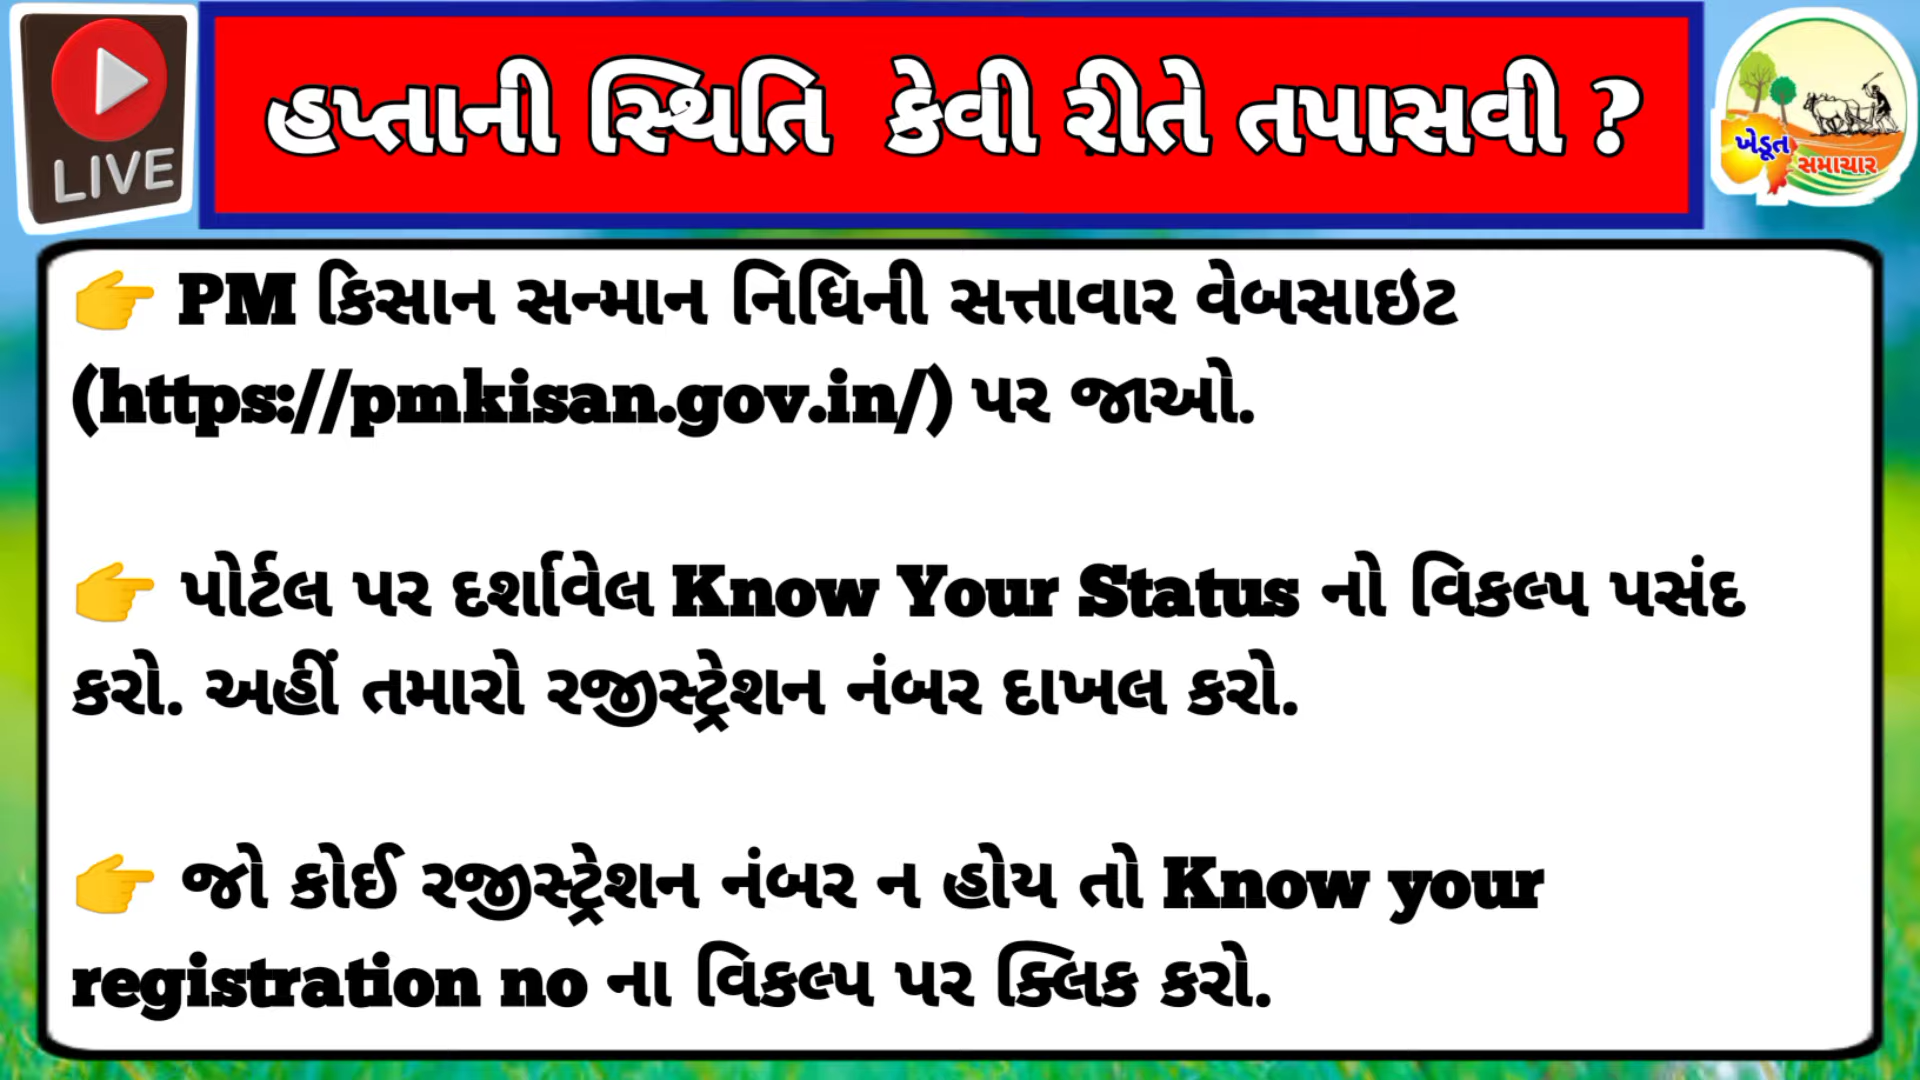 LIVE
હપ્તાની સ્થિતિ કેવી રીતે તપાસવી ?
ખેડૂત
સમાચાર
👉 PM કિસાન સન્માન નિધિની સત્તાવાર વેબસાઇટ
(https://pmkisan.gov.in/) પર જાઓ.
👉 પોર્ટલ પર દર્શાવેલ Know Your Status નો વિકલ્પ પસંદ
કરો. અહીં તમારો રજીસ્ટ્રેશન નંબર દાખલ કરો.
👉 જો કોઈ રજીસ્ટ્રેશન નંબર ન હોય તો Know your
registration no ના વિકલ્પ પર ક્લિક કરો.